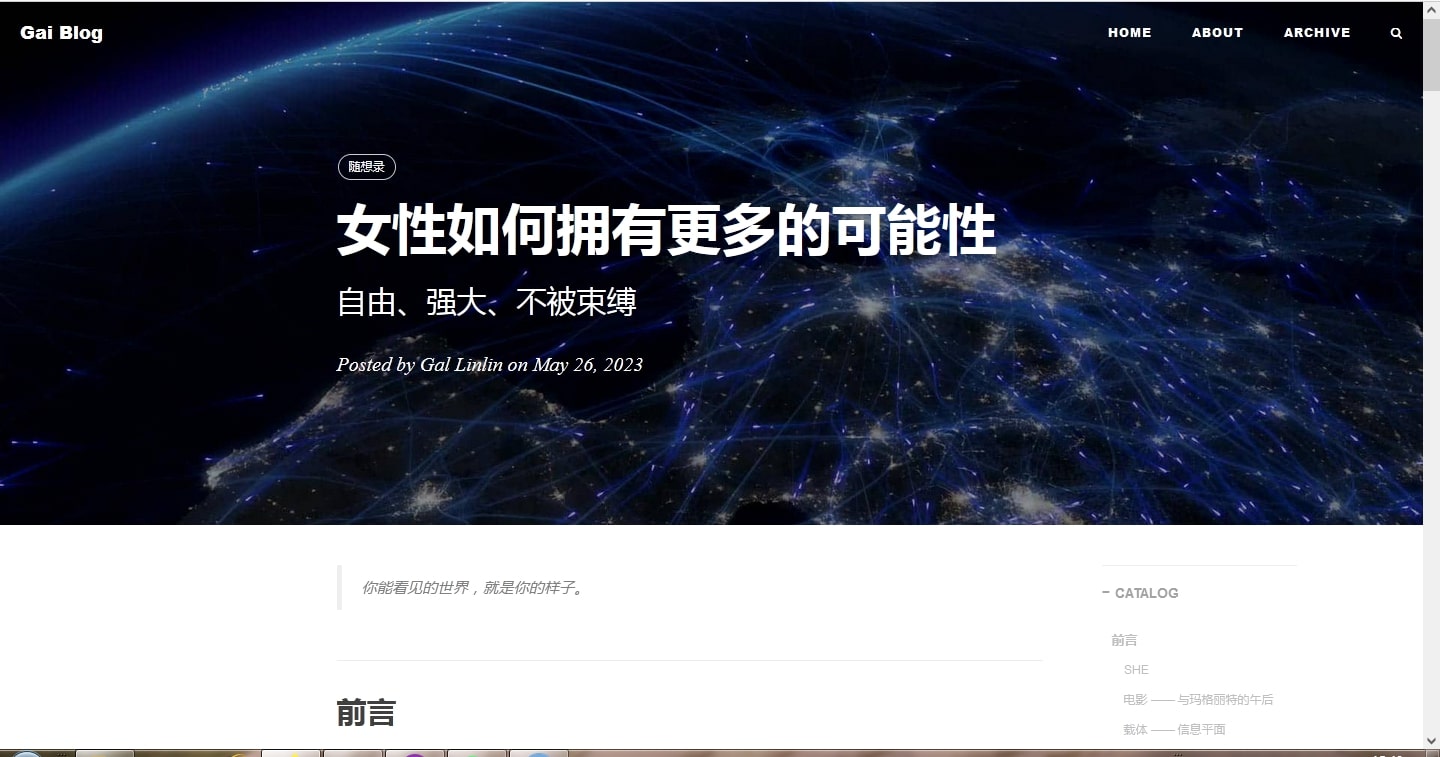 Gai Blog
HOME ABOUT ARCHIVE
随想录
女性如何拥有更多的可能性
自由、强大、不被束缚
Posted by Gal Linlin on May 26, 2023
你能看见的世界，就是你的样子。
前言
− CATALOG
前言
SHE
电影 —— 与玛格丽特的午后
载体 —— 信息平面